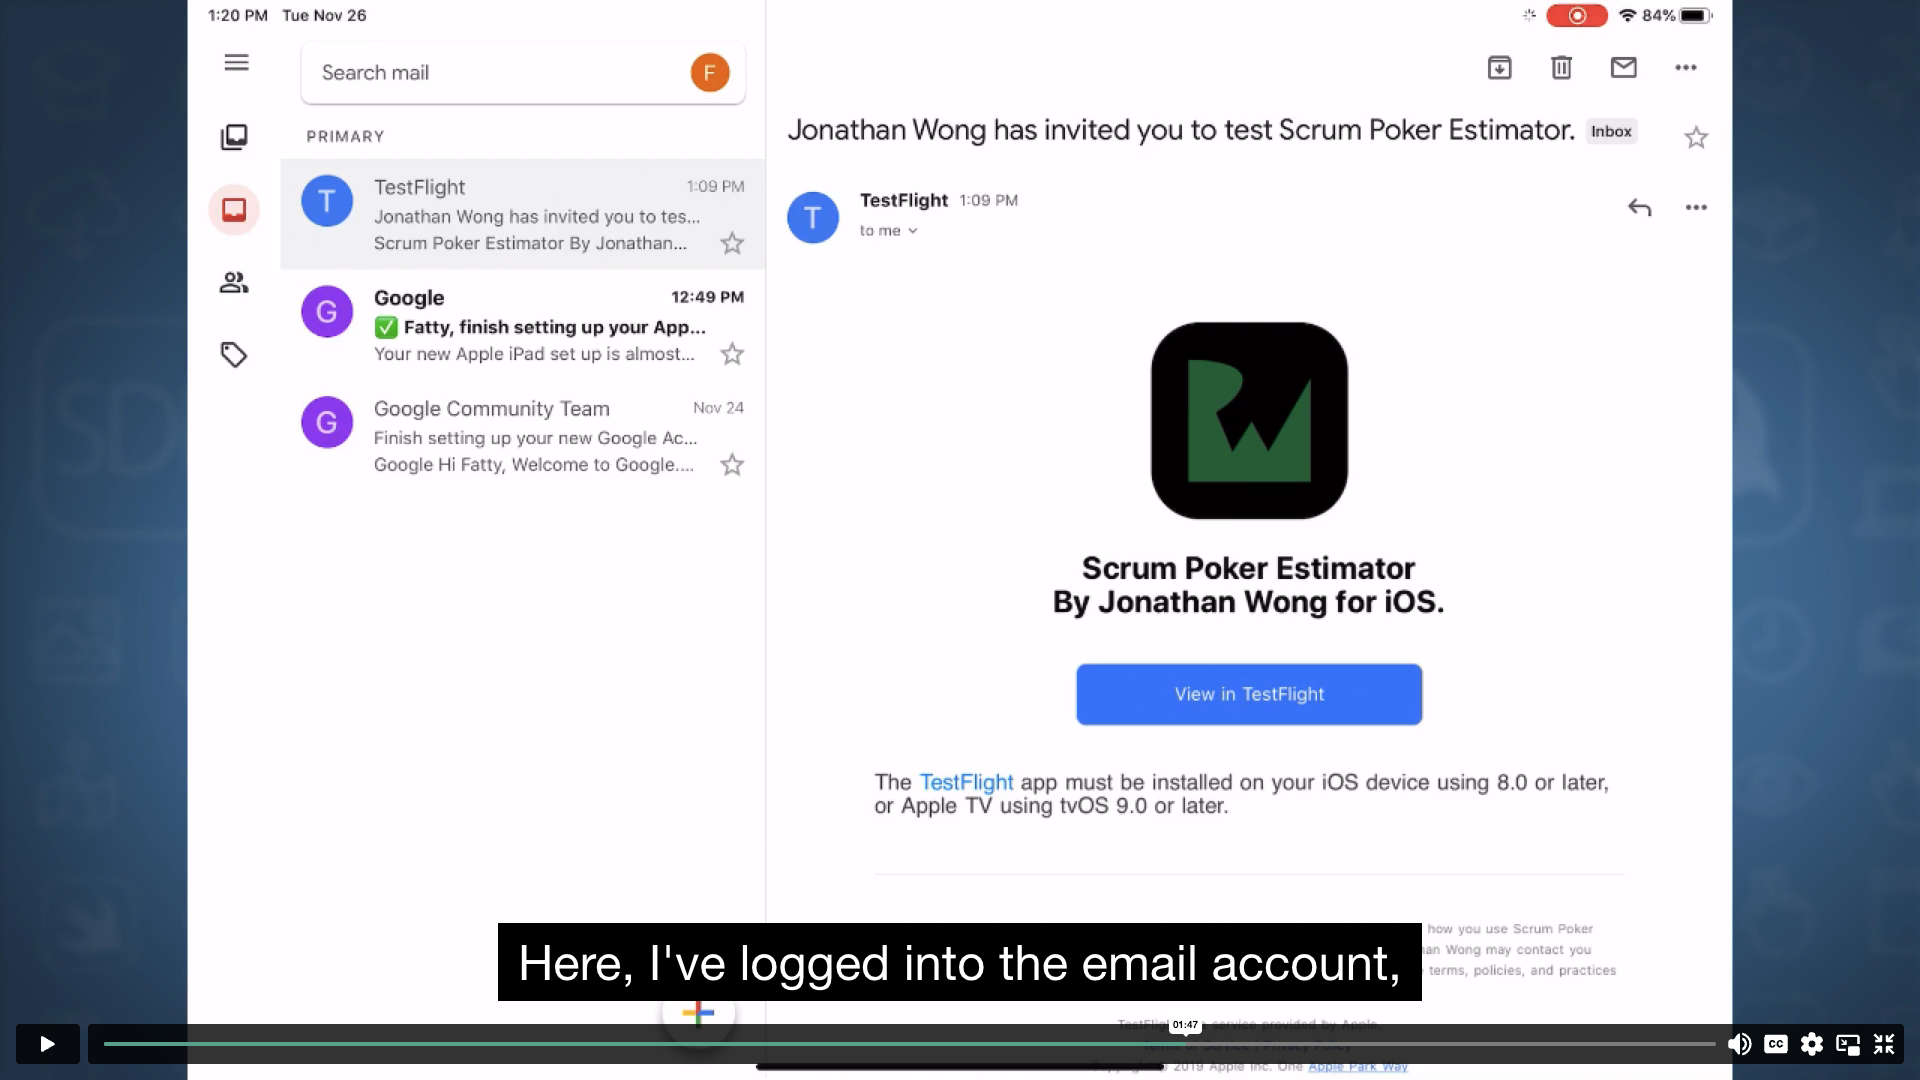 1:20 PM Tue Nov 26
84%
Search mail
F
PRIMARY
T
TestFlight
1:09 PM
Jonathan Wong has invited you to tes...
Scrum Poker Estimator By Jonathan...
G
Google
12:49 PM
✅ Fatty, finish setting up your App...
Your new Apple iPad set up is almost...
G
Google Community Team
Nov 24
Finish setting up your new Google Ac...
Google Hi Fatty, Welcome to Google....
Jonathan Wong has invited you to test Scrum Poker Estimator. Inbox
T
TestFlight 1:09 PM
to me
Scrum Poker Estimator
By Jonathan Wong for iOS.
View in TestFlight
The TestFlight app must be installed on your iOS device using 8.0 or later,
or Apple TV using tvOS 9.0 or later.
how you use Scrum Poker
Wong may contact you
terms, policies, and practices
Here, I've logged into the email account,
service provided by Apple.
01:47
Privacy Policy
2019 Apple Inc. One Apple Park Way
CC
SD